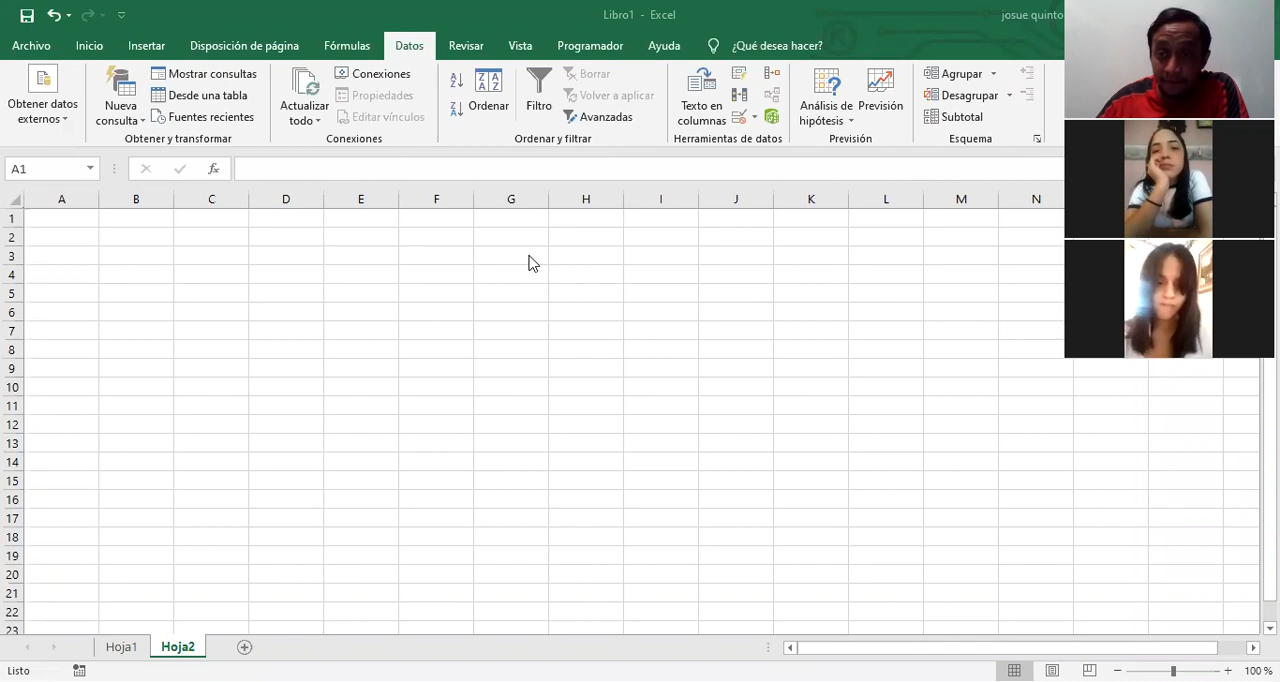 Libro1 - Excel
josue quinto
Archivo Inicio Insertar Disposición de página Fórmulas Datos Revisar Vista Programador Ayuda ¿Qué desea hacer?
Obtener datos externos
Nueva consulta
Mostrar consultas
Desde una tabla
Fuentes recientes
Obtener y transformar
Actualizar todo
Conexiones
Propiedades
Editar vínculos
Conexiones
Ordenar
Filtro
Borrar
Volver a aplicar
Avanzadas
Ordenar y filtrar
Texto en columnas
Herramientas de datos
Análisis de hipótesis
Previsión
Previsión
Agrupar
Desagrupar
Subtotal
Esquema
A1
fx
A B C D E F G H I J K L M N
1
2
3
4
5
6
7
8
9
10
11
12
13
14
15
16
17
18
19
20
21
22
23
Hoja1 Hoja2
Listo
100 %